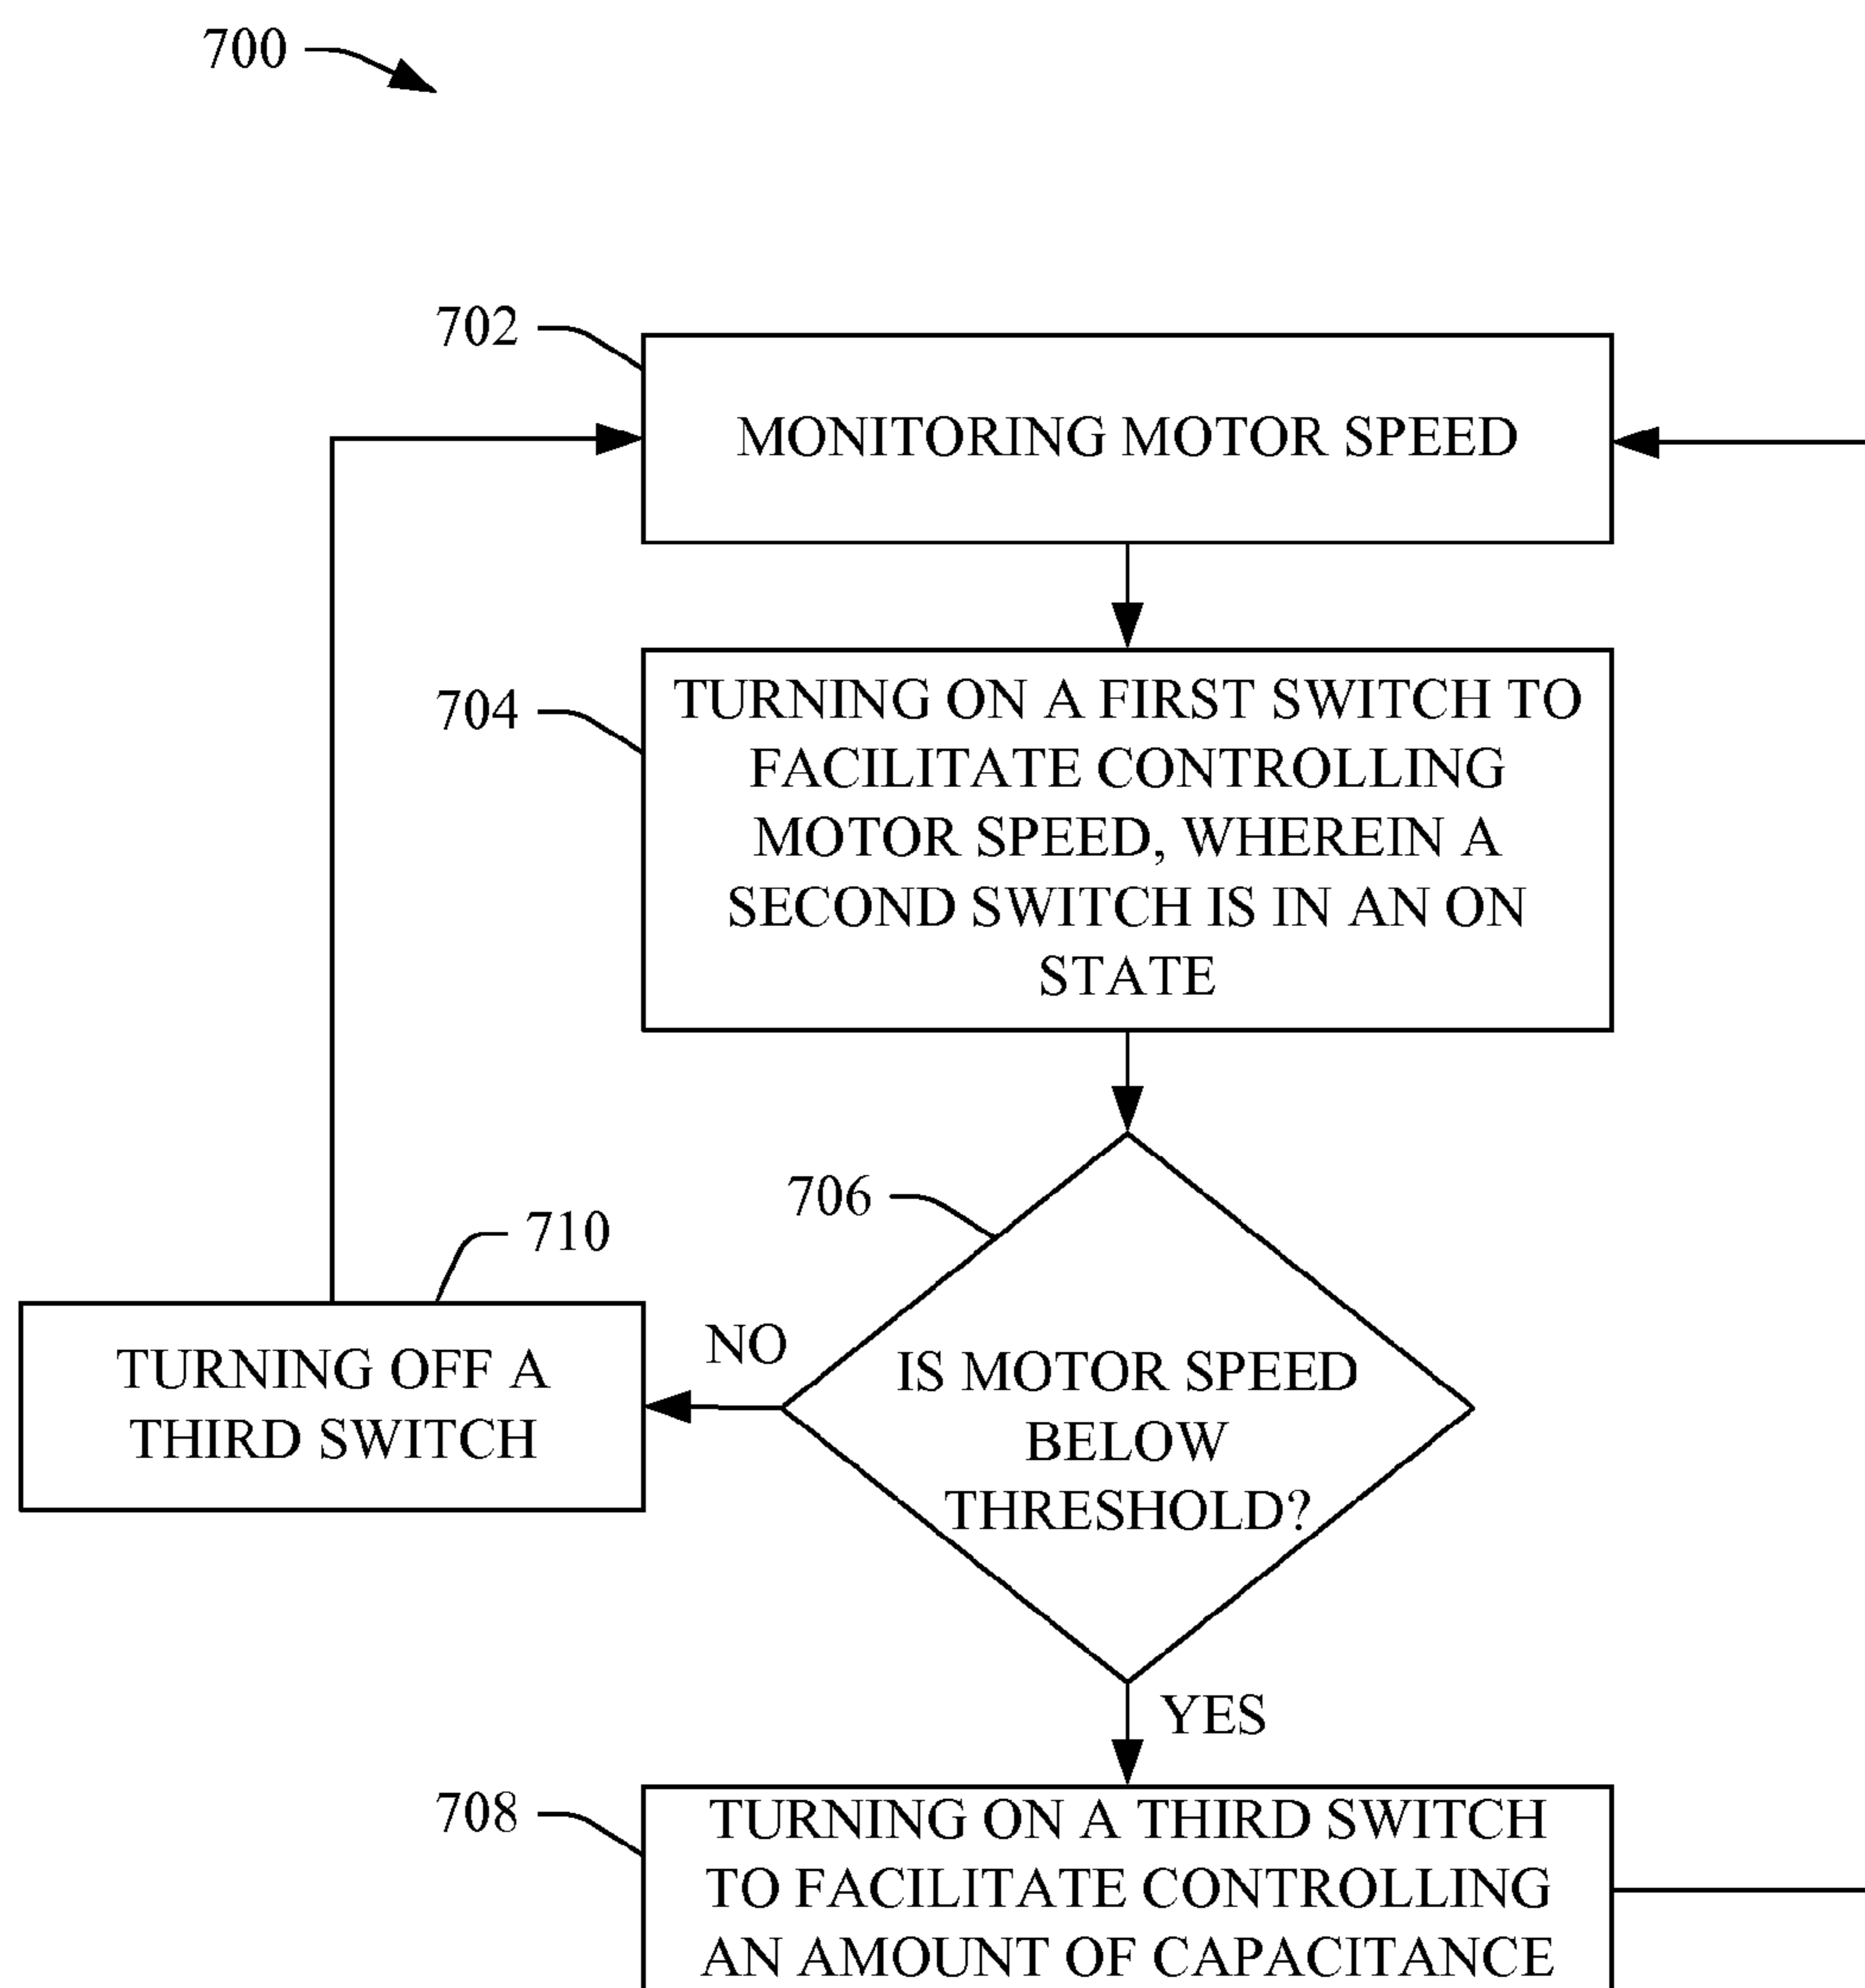 700
702
MONITORING MOTOR SPEED
704
TURNING ON A FIRST SWITCH TO
FACILITATE CONTROLLING
MOTOR SPEED, WHEREIN A
SECOND SWITCH IS IN AN ON
STATE
706
710
NO
TURNING OFF A
THIRD SWITCH
IS MOTOR SPEED
BELOW
THRESHOLD?
YES
708
TURNING ON A THIRD SWITCH
TO FACILITATE CONTROLLING
AN AMOUNT OF CAPACITANCE